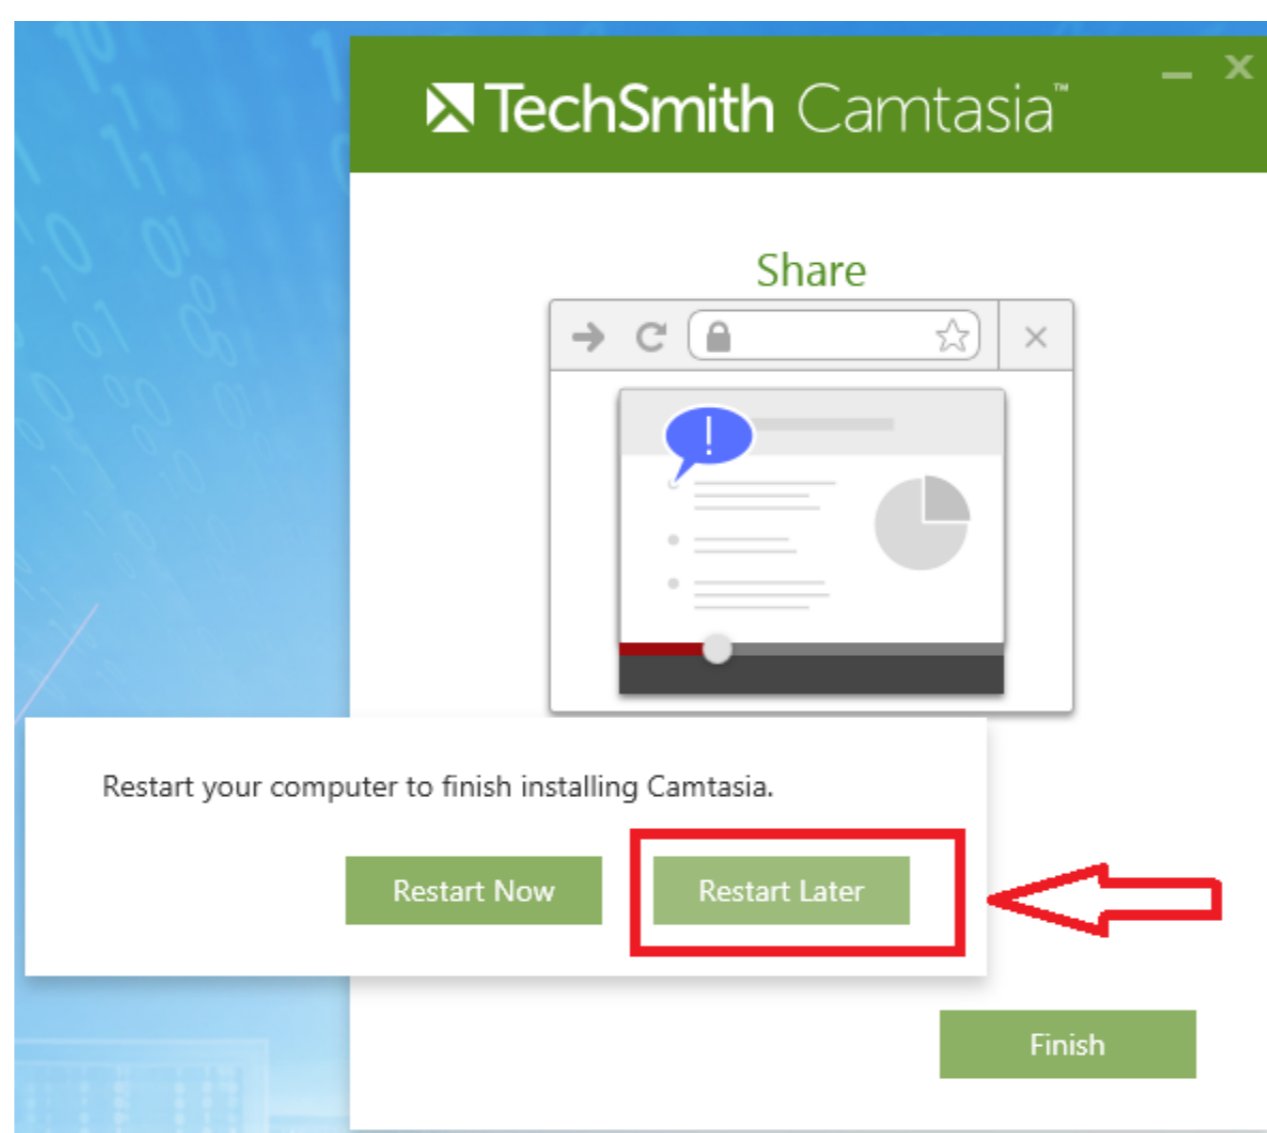 TechSmith Camtasia™
Share
!
Restart your computer to finish installing Camtasia.
Restart Now
Restart Later
Finish